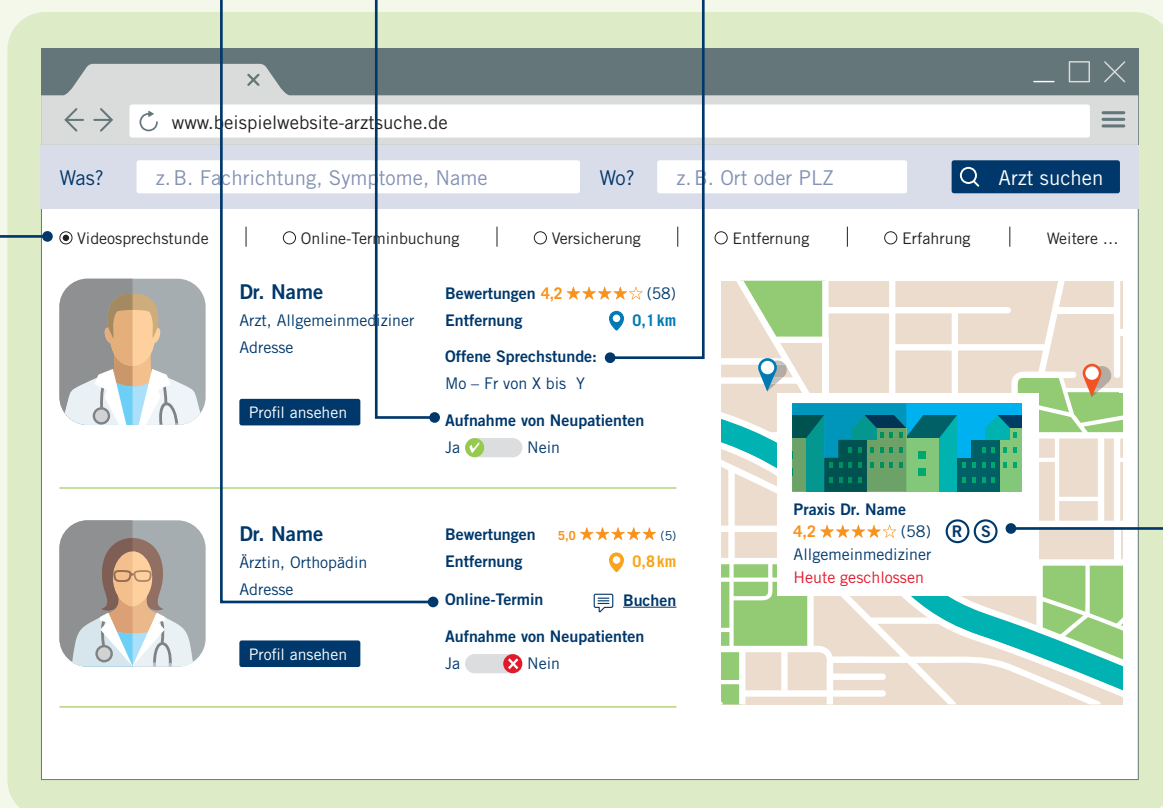 www.beispielwebsite-arztsuche.de
Was?
z. B. Fachrichtung, Symptome, Name
Wo?
z. B. Ort oder PLZ
Arzt suchen
Videosprechstunde
Online-Terminbuchung
Versicherung
Entfernung
Erfahrung
Weitere …
Dr. Name
Arzt, Allgemeinmediziner
Adresse
Profil ansehen
Bewertungen 4,2 ★★★★☆ (58)
Entfernung 0,1 km
Offene Sprechstunde:
Mo – Fr von X bis Y
Aufnahme von Neupatienten
Ja Nein
Dr. Name
Ärztin, Orthopädin
Adresse
Profil ansehen
Bewertungen 5,0 ★★★★★ (5)
Entfernung 0,8 km
Online-Termin Buchen
Aufnahme von Neupatienten
Ja Nein
Praxis Dr. Name
4,2 ★★★★☆ (58) R S
Allgemeinmediziner
Heute geschlossen